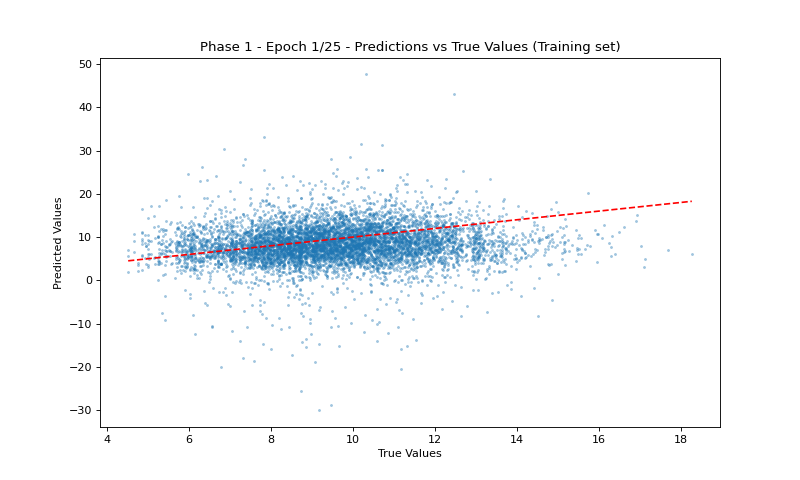 Phase 1 - Epoch 1/25 - Predictions vs True Values (Training set)
Predicted Values
50
40
30
20
10
0
−10
−20
−30
4 6 8 10 12 14 16 18
True Values